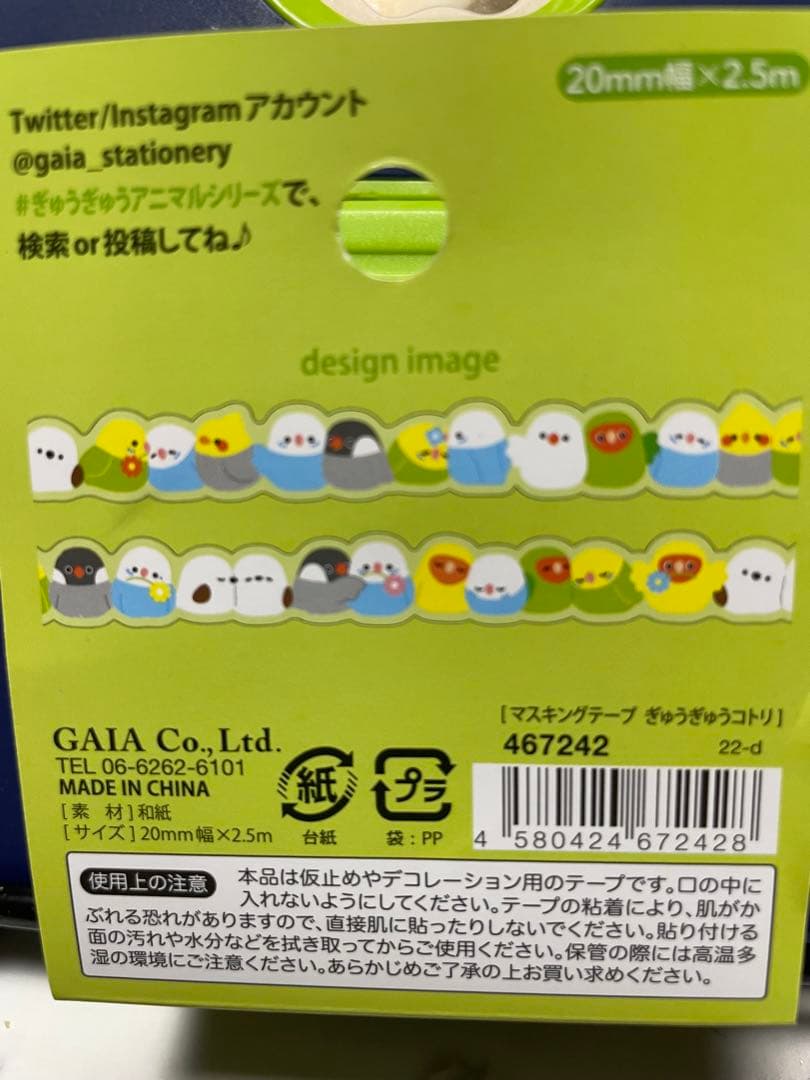 20mm幅×2.5m
Twitter/Instagramアカウント
@gaia_stationery
#ぎゅうぎゅうアニマルシリーズで、
検索or投稿してね♪
design image
[マスキングテープ ぎゅうぎゅうコトリ]
467242 22-d
GAIA Co.,Ltd.
TEL 06-6262-6101
MADE IN CHINA
[素 材]和紙
[サイズ]20mm幅×2.5m
紙
台紙
プラ
袋:PP
4 580424 672428
使用上の注意 本品は仮止めやデコレーション用のテープです。口の中に
入れないようにしてください。テープの粘着により、肌がか
ぶれる恐れがありますので、直接肌に貼ったりしないでください。貼り付ける
面の汚れや水分などを拭き取ってからご使用ください。保管の際には高温多
湿の環境にご注意ください。あらかじめご了承の上お買い求めください。